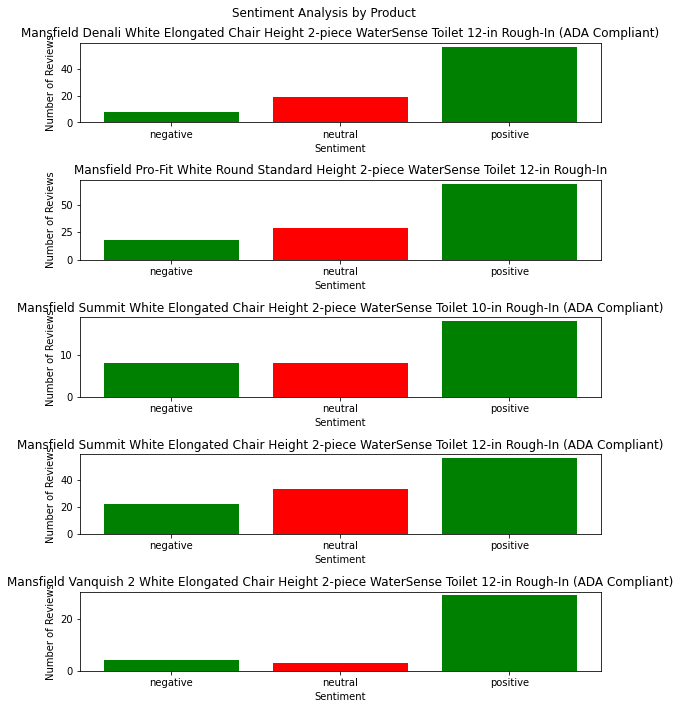 Sentiment Analysis by Product
Mansfield Denali White Elongated Chair Height 2-piece WaterSense Toilet 12-in Rough-In (ADA Compliant)
Number of Reviews
40
20
0
negative neutral positive
Sentiment
Mansfield Pro-Fit White Round Standard Height 2-piece WaterSense Toilet 12-in Rough-In
Number of Reviews
50
25
0
negative neutral positive
Sentiment
Mansfield Summit White Elongated Chair Height 2-piece WaterSense Toilet 10-in Rough-In (ADA Compliant)
Number of Reviews
10
0
negative neutral positive
Sentiment
Mansfield Summit White Elongated Chair Height 2-piece WaterSense Toilet 12-in Rough-In (ADA Compliant)
Number of Reviews
40
20
0
negative neutral positive
Sentiment
Mansfield Vanquish 2 White Elongated Chair Height 2-piece WaterSense Toilet 12-in Rough-In (ADA Compliant)
Number of Reviews
20
0
negative neutral positive
Sentiment